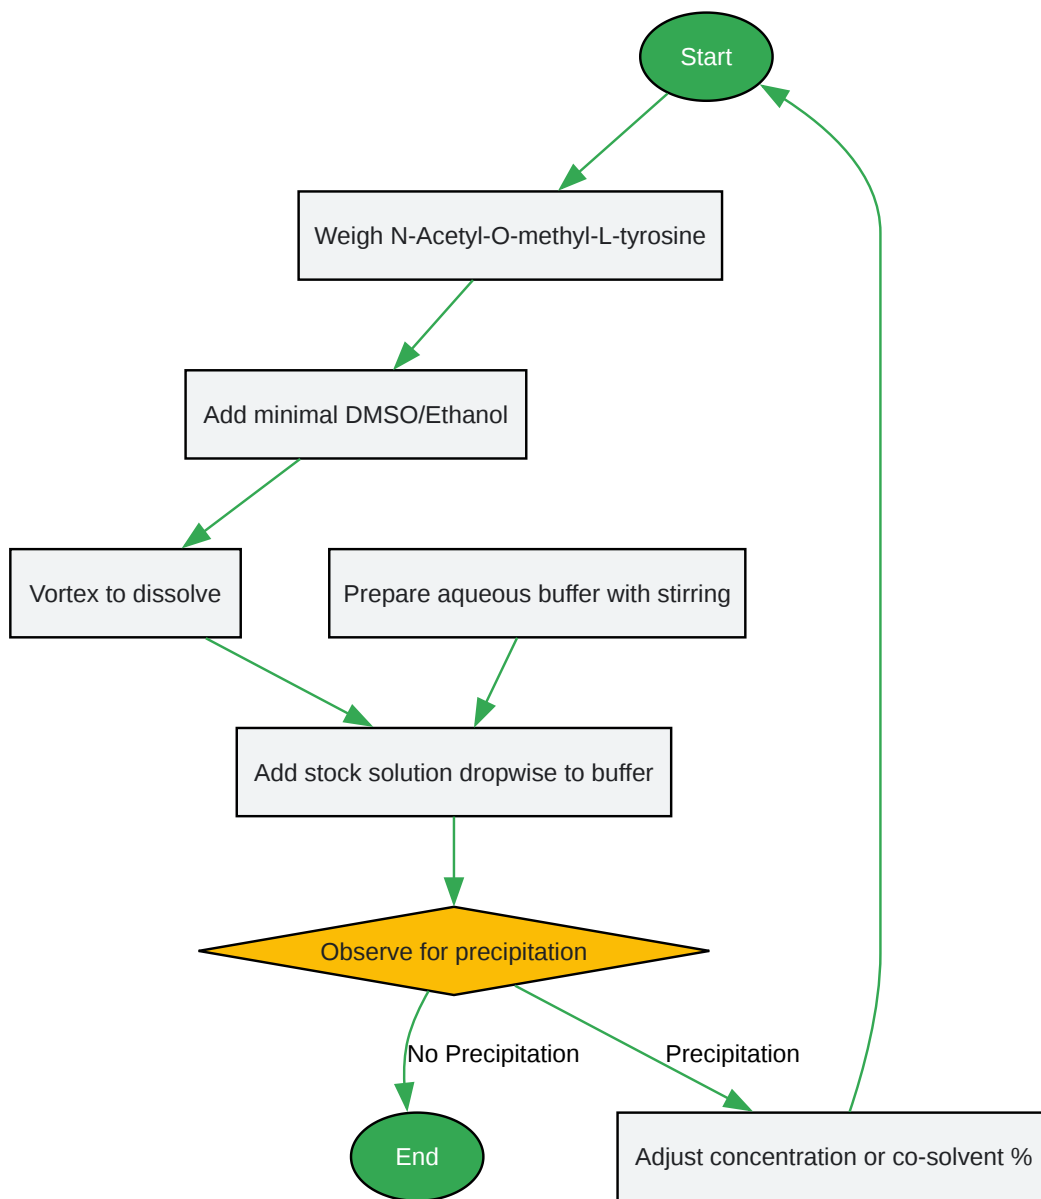 Start
Weigh N-Acetyl-O-methyl-L-tyrosine
Add minimal DMSO/Ethanol
Vortex to dissolve
Prepare aqueous buffer with stirring
Add stock solution dropwise to buffer
Observe for precipitation
No Precipitation
Precipitation
End
Adjust concentration or co-solvent %